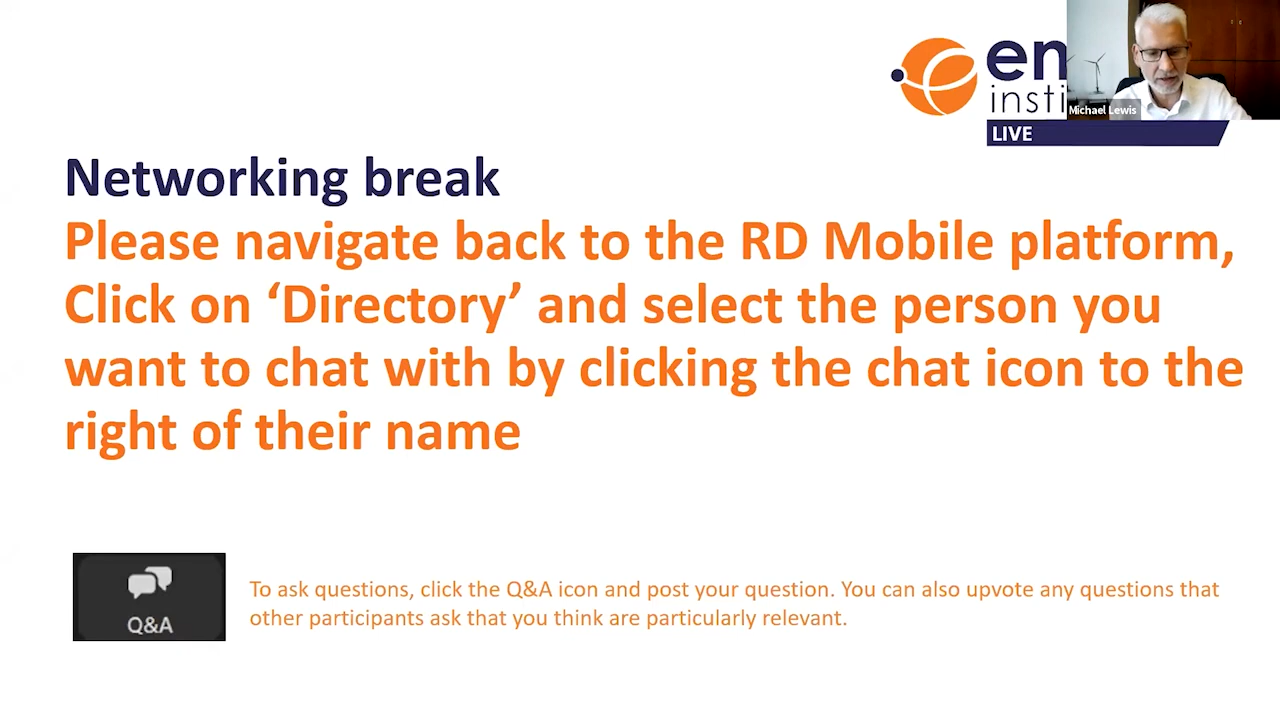 en
insti
Michael Lewis
LIVE
Networking break
Please navigate back to the RD Mobile platform,
Click on ‘Directory’ and select the person you
want to chat with by clicking the chat icon to the
right of their name
Q&A
To ask questions, click the Q&A icon and post your question. You can also upvote any questions that
other participants ask that you think are particularly relevant.